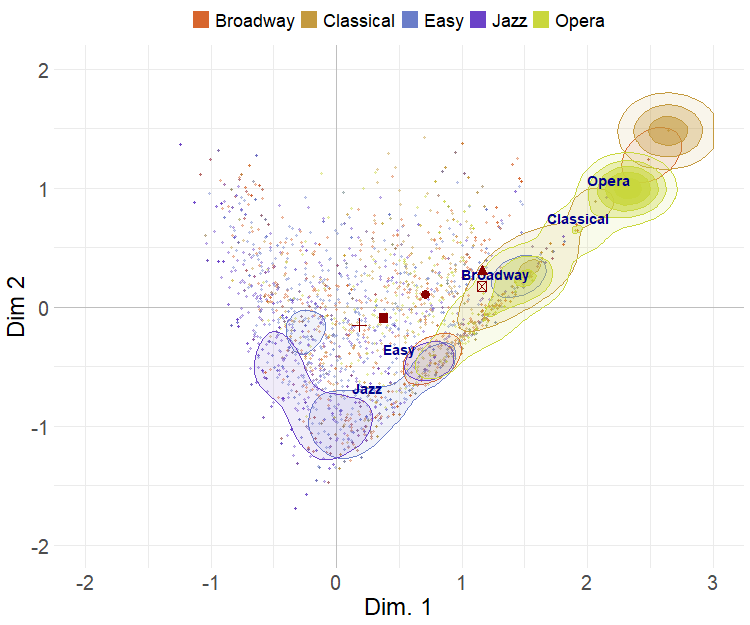 Broadway Classical Easy Jazz Opera
2
Opera
1
Classical
Broadway
0
Easy
Jazz
-1
-2
Dim 2
-2 -1 0 1 2 3
Dim. 1